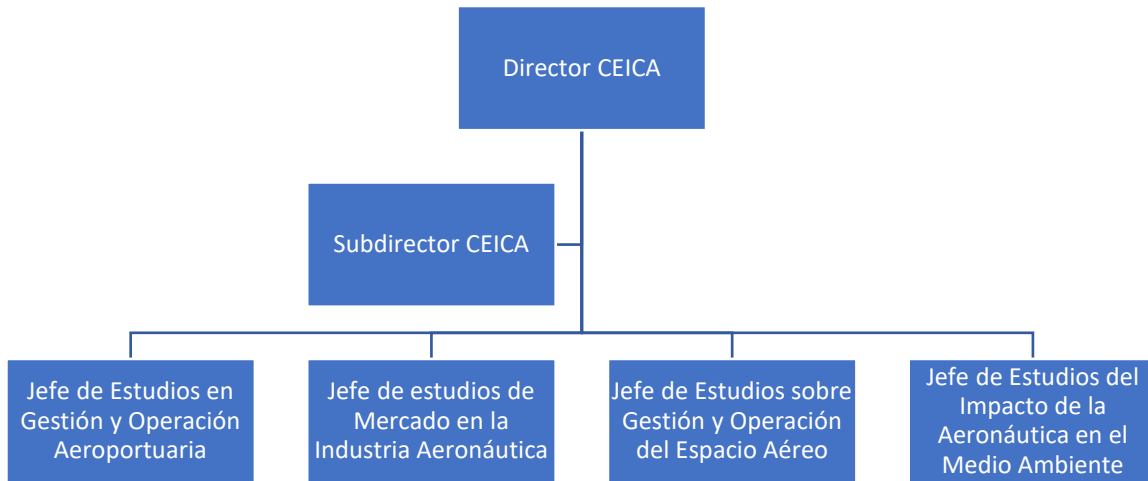 Director CEICA
Subdirector CEICA
Jefe de Estudios en
Gestión y Operación
Aeroportuaria
Jefe de estudios de
Mercado en la
Industria Aeronáutica
Jefe de Estudios sobre
Gestión y Operación
del Espacio Aéreo
Jefe de Estudios del
Impacto de la
Aeronáutica en el
Medio Ambiente